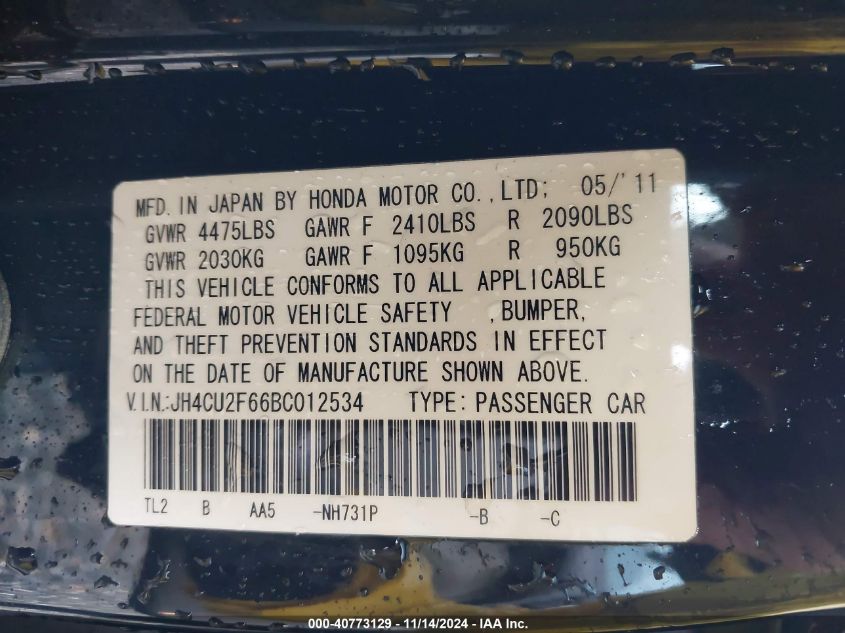 MFD. IN JAPAN BY HONDA MOTOR CO.,LTD; 05/'11
GVWR 4475LBS GAWR F 2410LBS R 2090LBS
GVWR 2030KG GAWR F 1095KG R 950KG
THIS VEHICLE CONFORMS TO ALL APPLICABLE
FEDERAL MOTOR VEHICLE SAFETY ,BUMPER,
AND THEFT PREVENTION STANDARDS IN EFFECT
ON THE DATE OF MANUFACTURE SHOWN ABOVE.
V.I.N.:JH4CU2F66BC012534 TYPE: PASSENGER CAR
TL2 B AA5 -NH731P -B -C
000-40773129 - 11/14/2024 - IAA Inc.